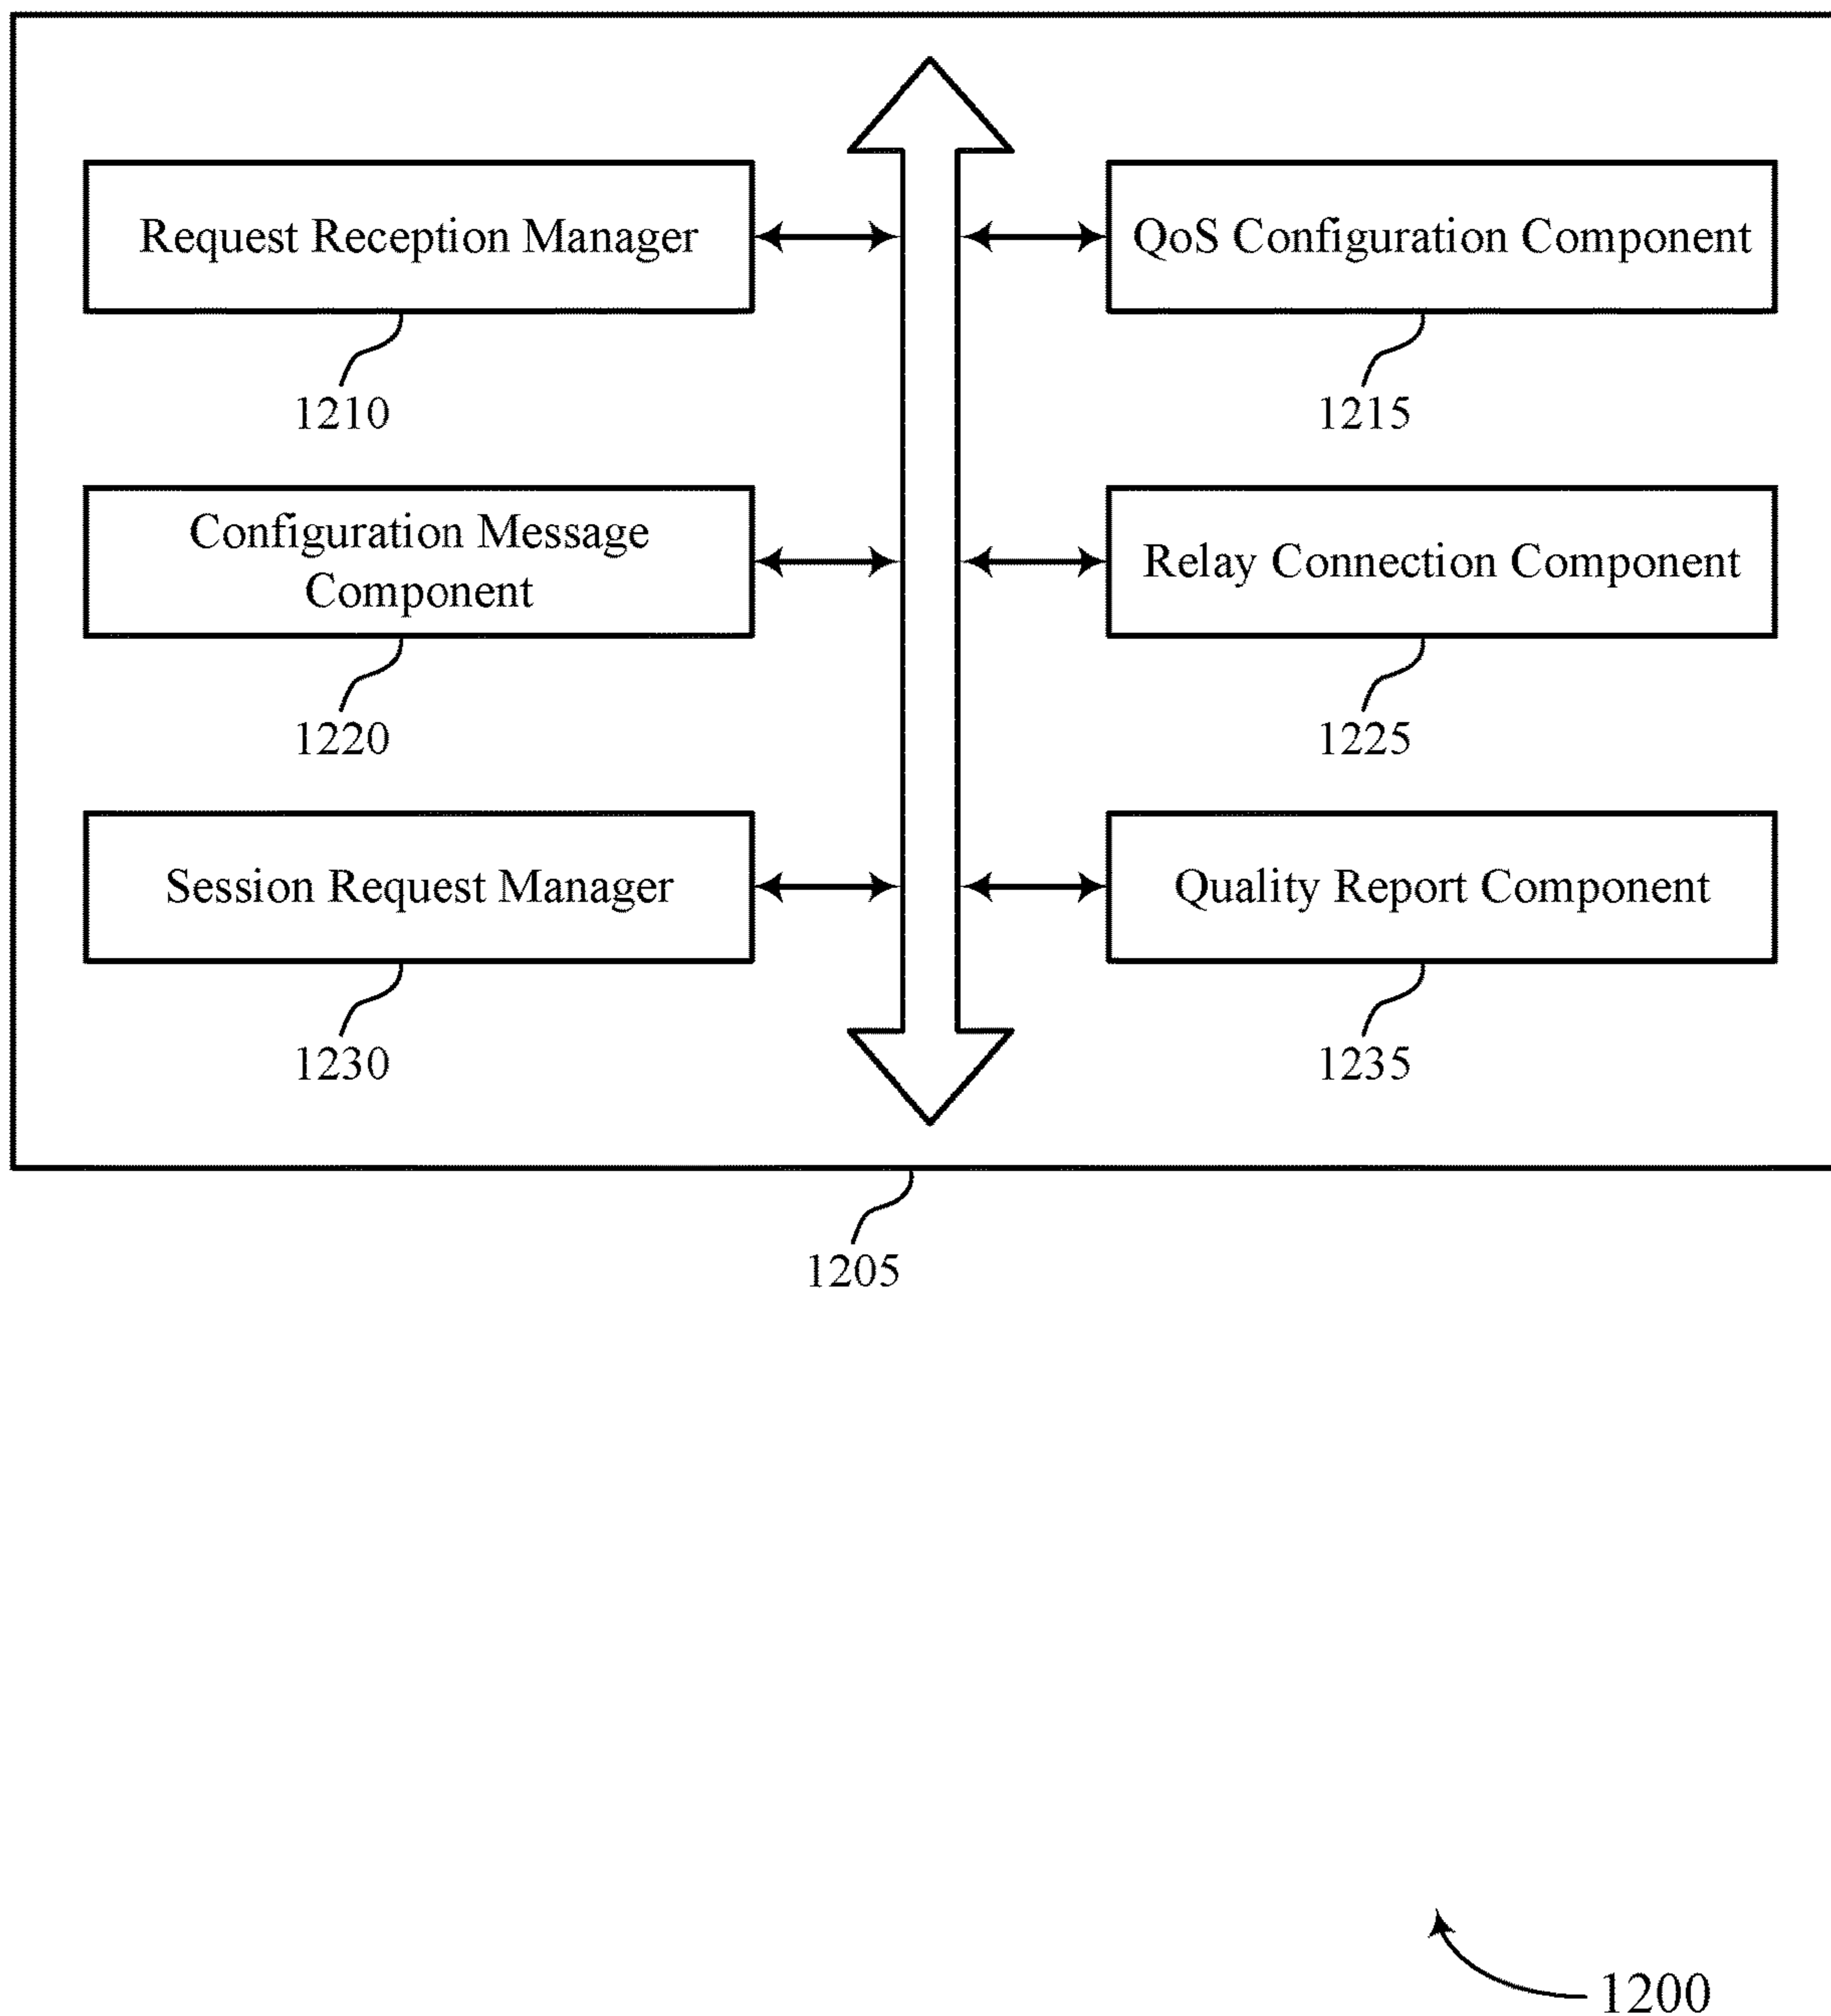 Request Reception Manager
QoS Configuration Component
1210
1215
Configuration Message
Component
Relay Connection Component
1220
1225
Session Request Manager
Quality Report Component
1230
1235
1205
1200